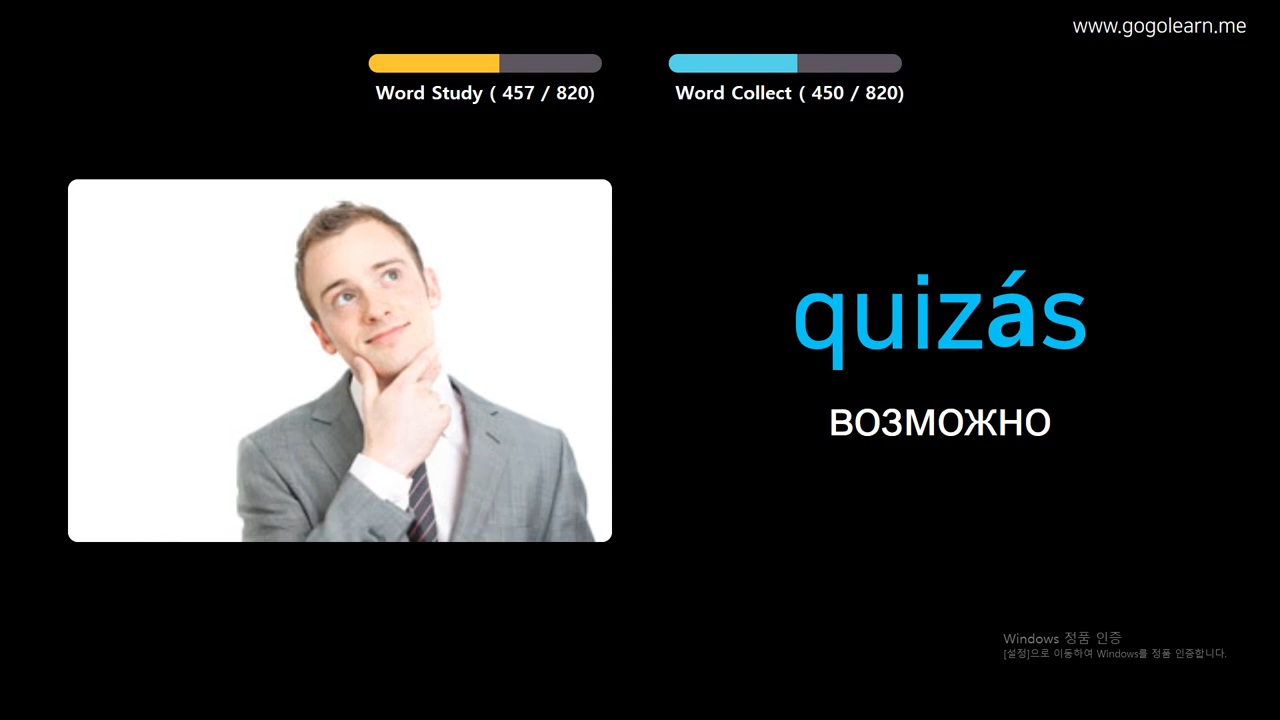 www.gogolearn.me
Word Study ( 457 / 820)
Word Collect ( 450 / 820)
quizás
возможно
Windows 정품 인증
[설정]으로 이동하여 Windows를 정품 인증합니다.